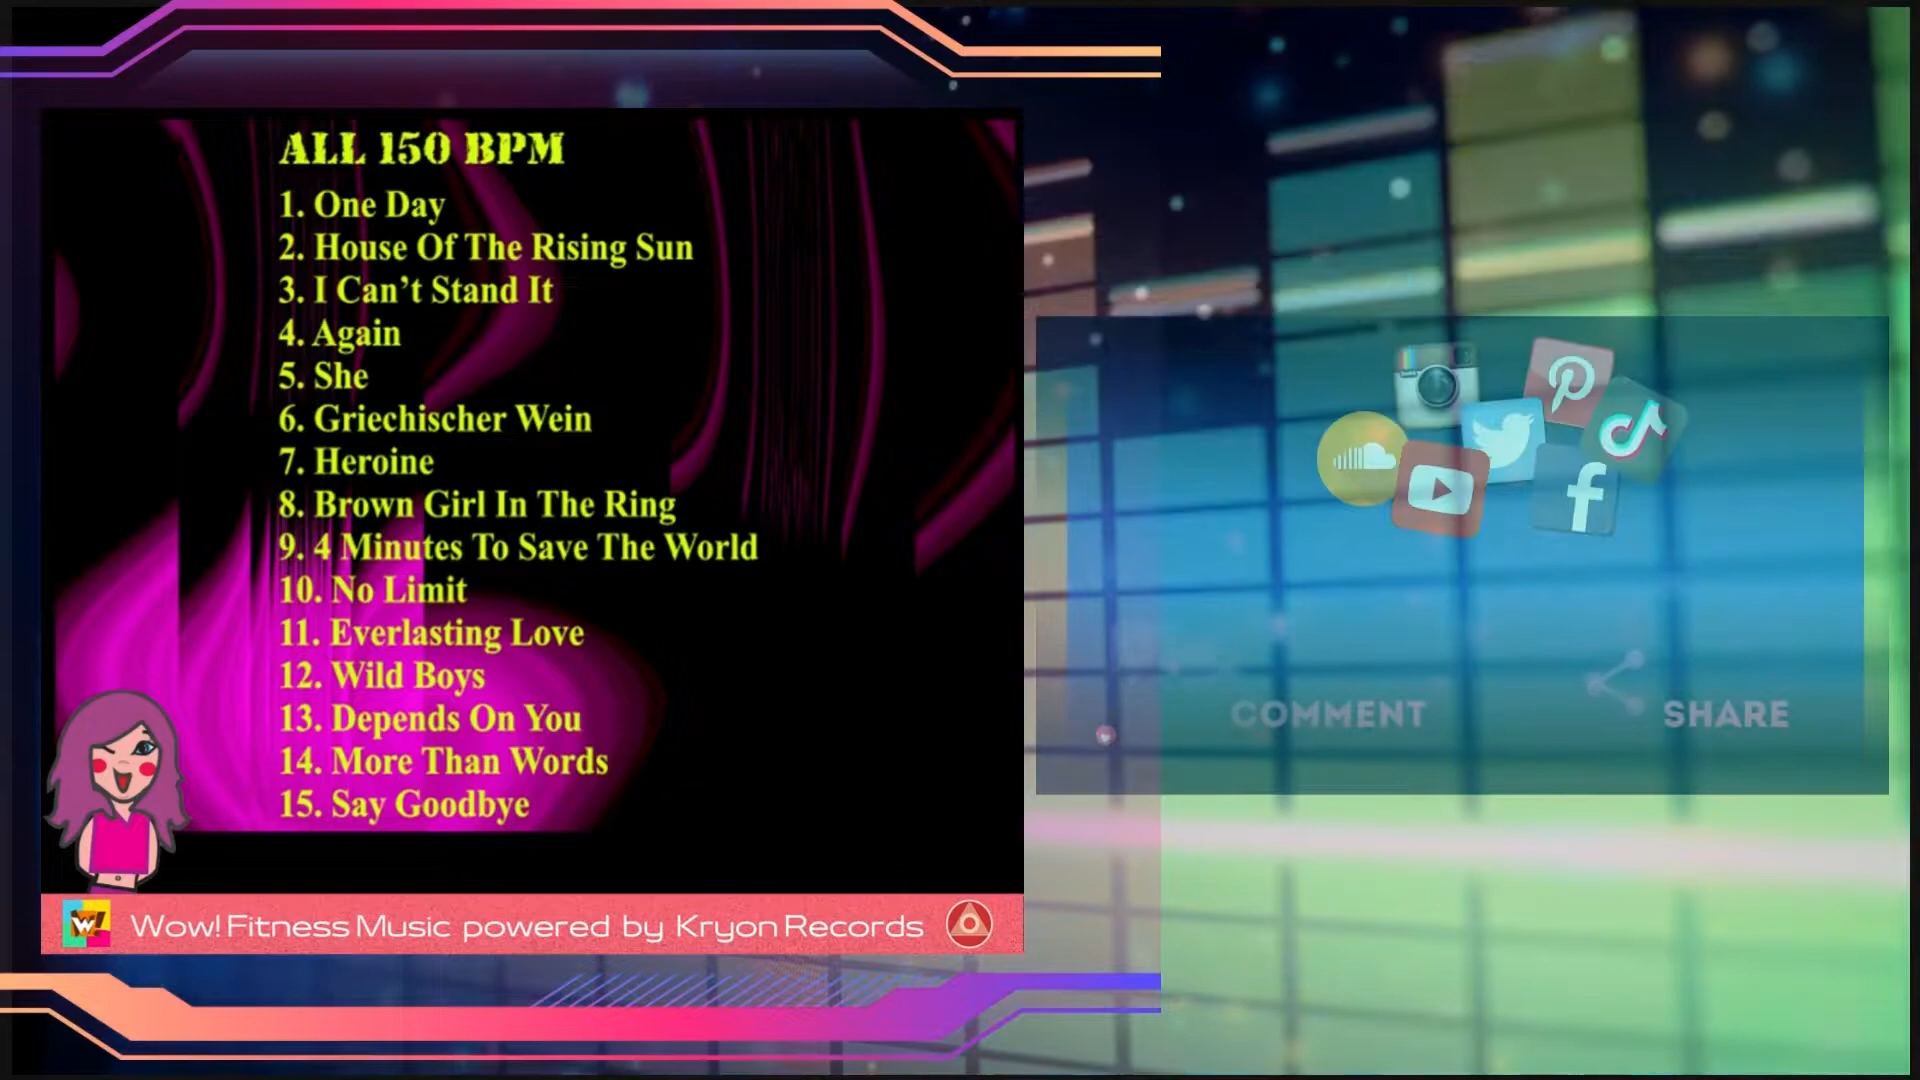 ALL 150 BPM
1. One Day
2. House Of The Rising Sun
3. I Can’t Stand It
4. Again
5. She
6. Griechischer Wein
7. Heroine
8. Brown Girl In The Ring
9. 4 Minutes To Save The World
10. No Limit
11. Everlasting Love
12. Wild Boys
13. Depends On You
14. More Than Words
15. Say Goodbye
W! Wow! Fitness Music powered by Kryon Records
COMMENT
SHARE